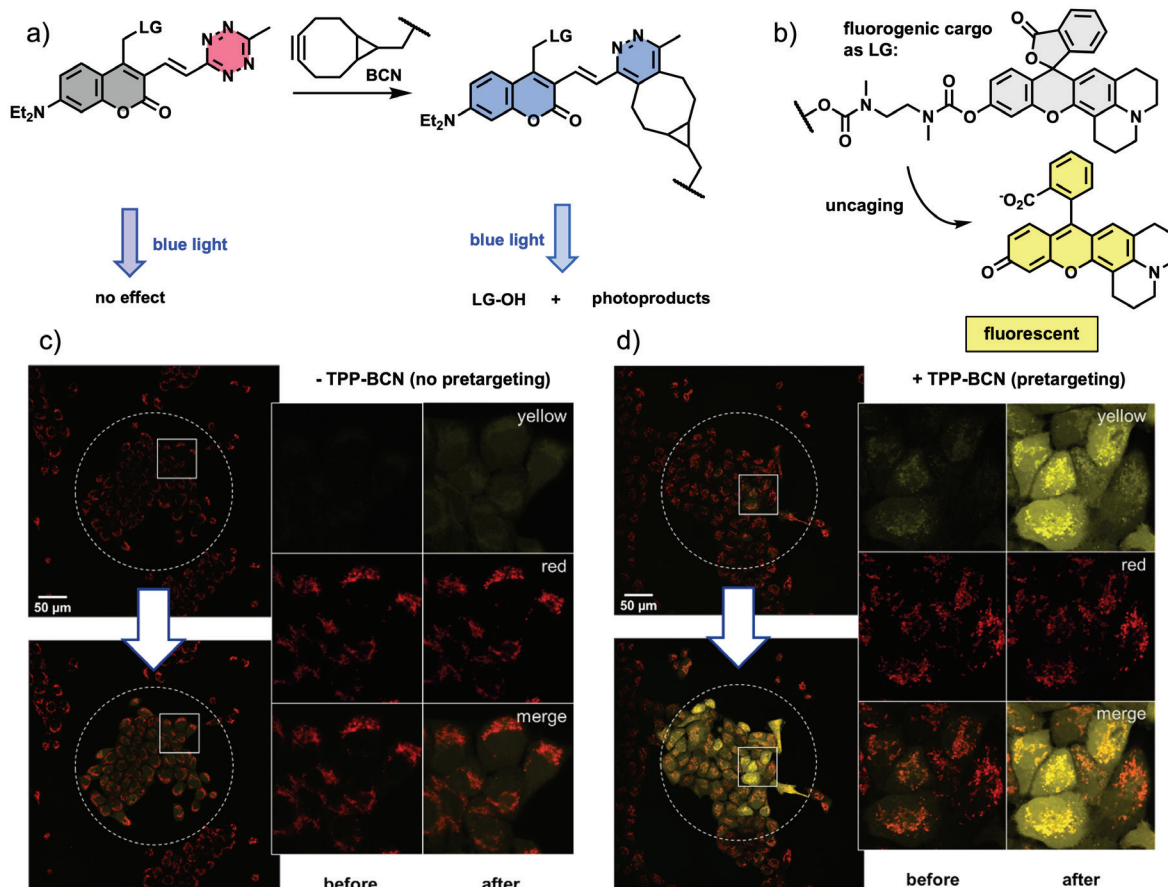 a)
LG
N
N
N
N
Et₂N
O
O
BCN
LG
N
N
Et₂N
O
O
blue light
no effect
blue light
LG-OH + photoproducts
b)
fluorogenic cargo
as LG:
O
O
O
N
O
N
O
O
O
N
uncaging
⁻O₂C
O
O
N
fluorescent
c)
- TPP-BCN (no pretargeting)
yellow
red
merge
50 µm
before
after
d)
+ TPP-BCN (pretargeting)
yellow
red
merge
50 µm
before
after